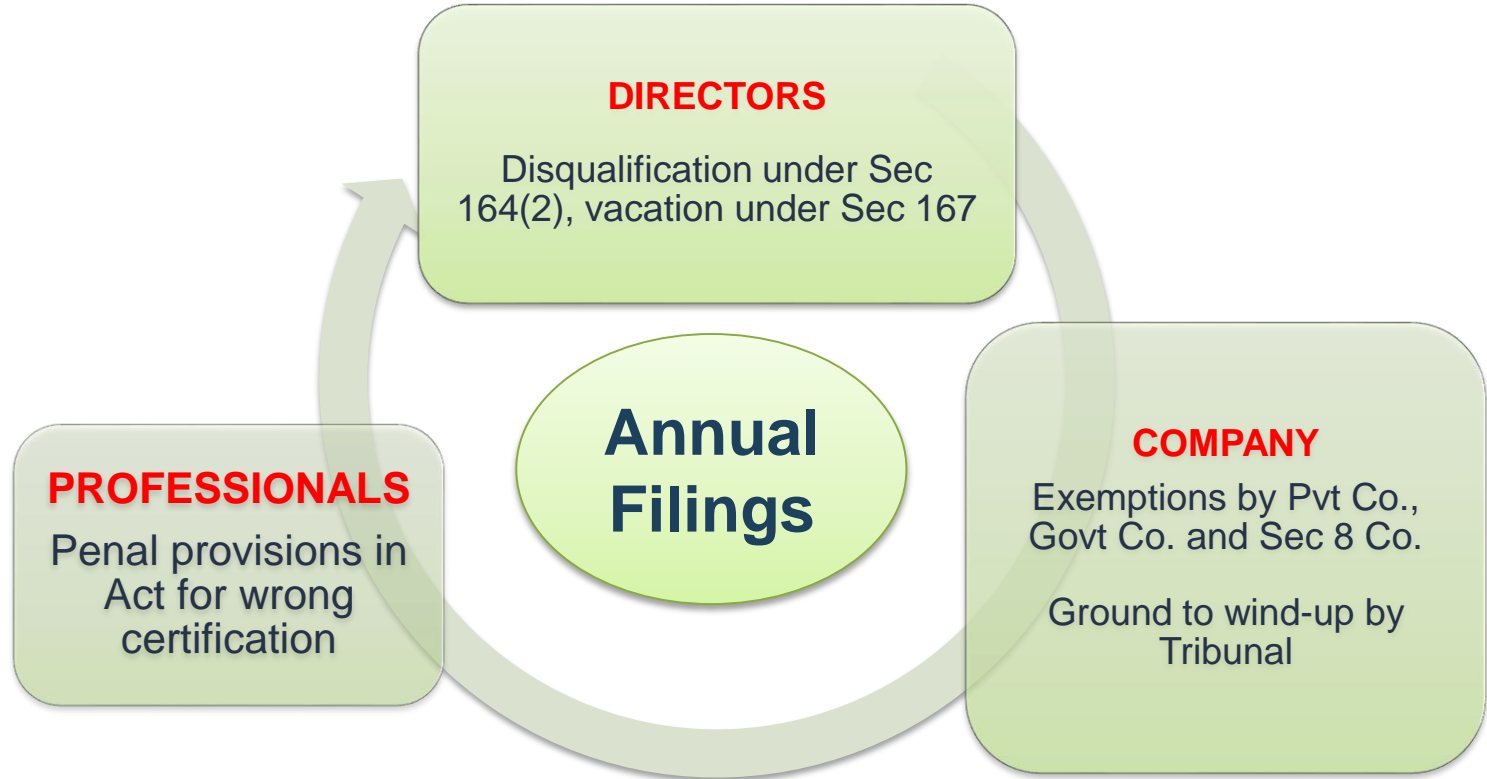 DIRECTORS
Disqualification under Sec
164(2), vacation under Sec 167
Annual
Filings
COMPANY
Exemptions by Pvt Co.,
Govt Co. and Sec 8 Co.
Ground to wind-up by
Tribunal
PROFESSIONALS
Penal provisions in
Act for wrong
certification